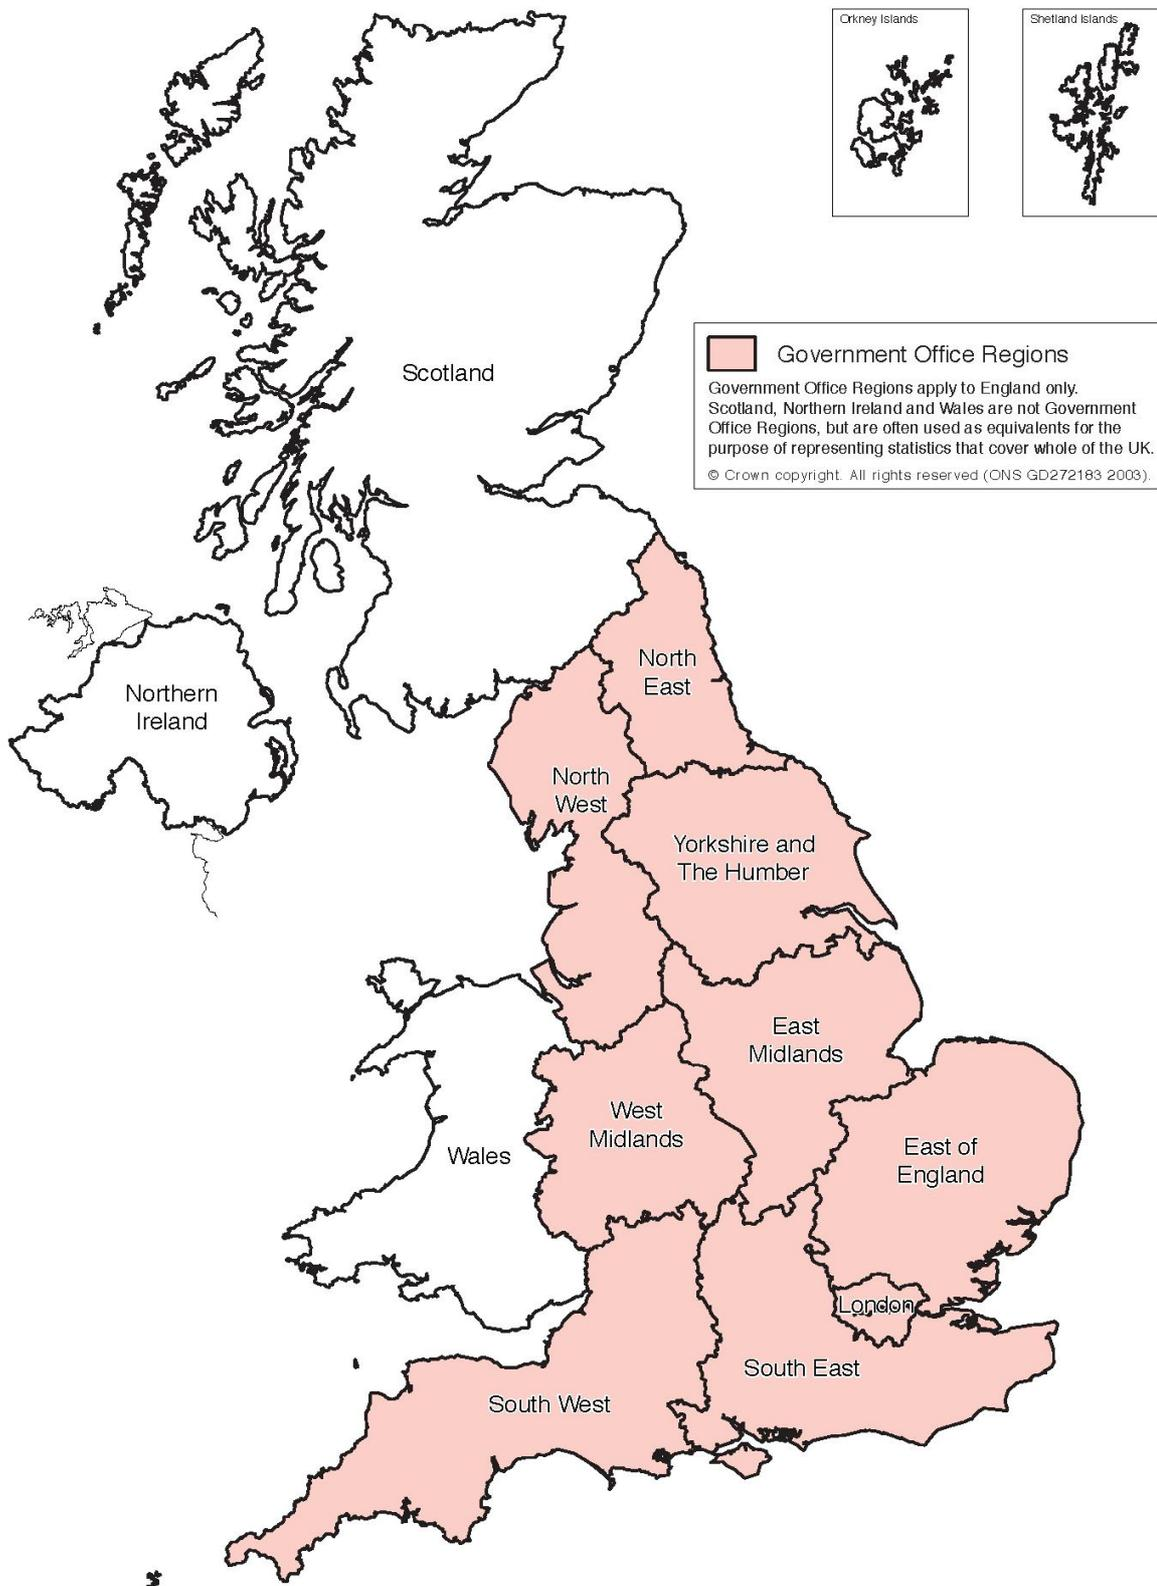 Orkney Islands
Shetland Islands
Government Office Regions
Government Office Regions apply to England only.
Scotland, Northern Ireland and Wales are not Government
Office Regions, but are often used as equivalents for the
purpose of representing statistics that cover whole of the UK.
© Crown copyright. All rights reserved (ONS GD272183 2003).
Scotland
North
East
Northern
Ireland
North
West
Yorkshire and
The Humber
East
Midlands
West
Midlands
Wales
East of
England
London
South East
South West